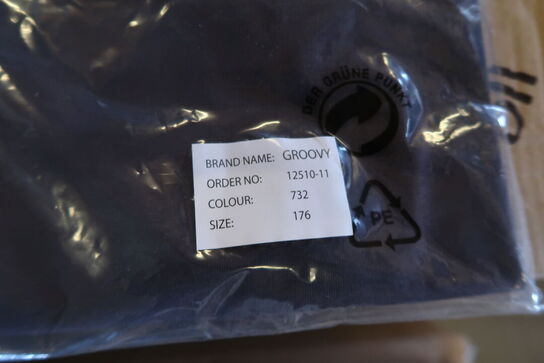 DER GRÜNE PUNKT
BRAND NAME: GROOVY
ORDER NO: 12510-11
COLOUR: 732
SIZE: 176
PE